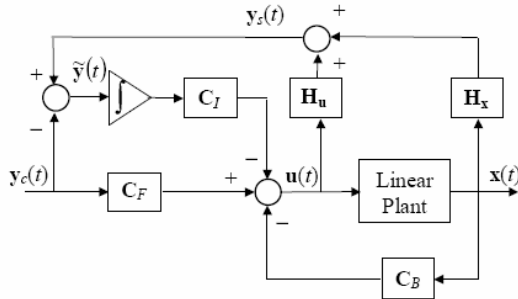 y_s(t)
+
+
+
ỹ(t)
∫
C_I
H_u
H_x
−
−
y_c(t)
C_F
+
u(t)
Linear
Plant
x(t)
−
C_B